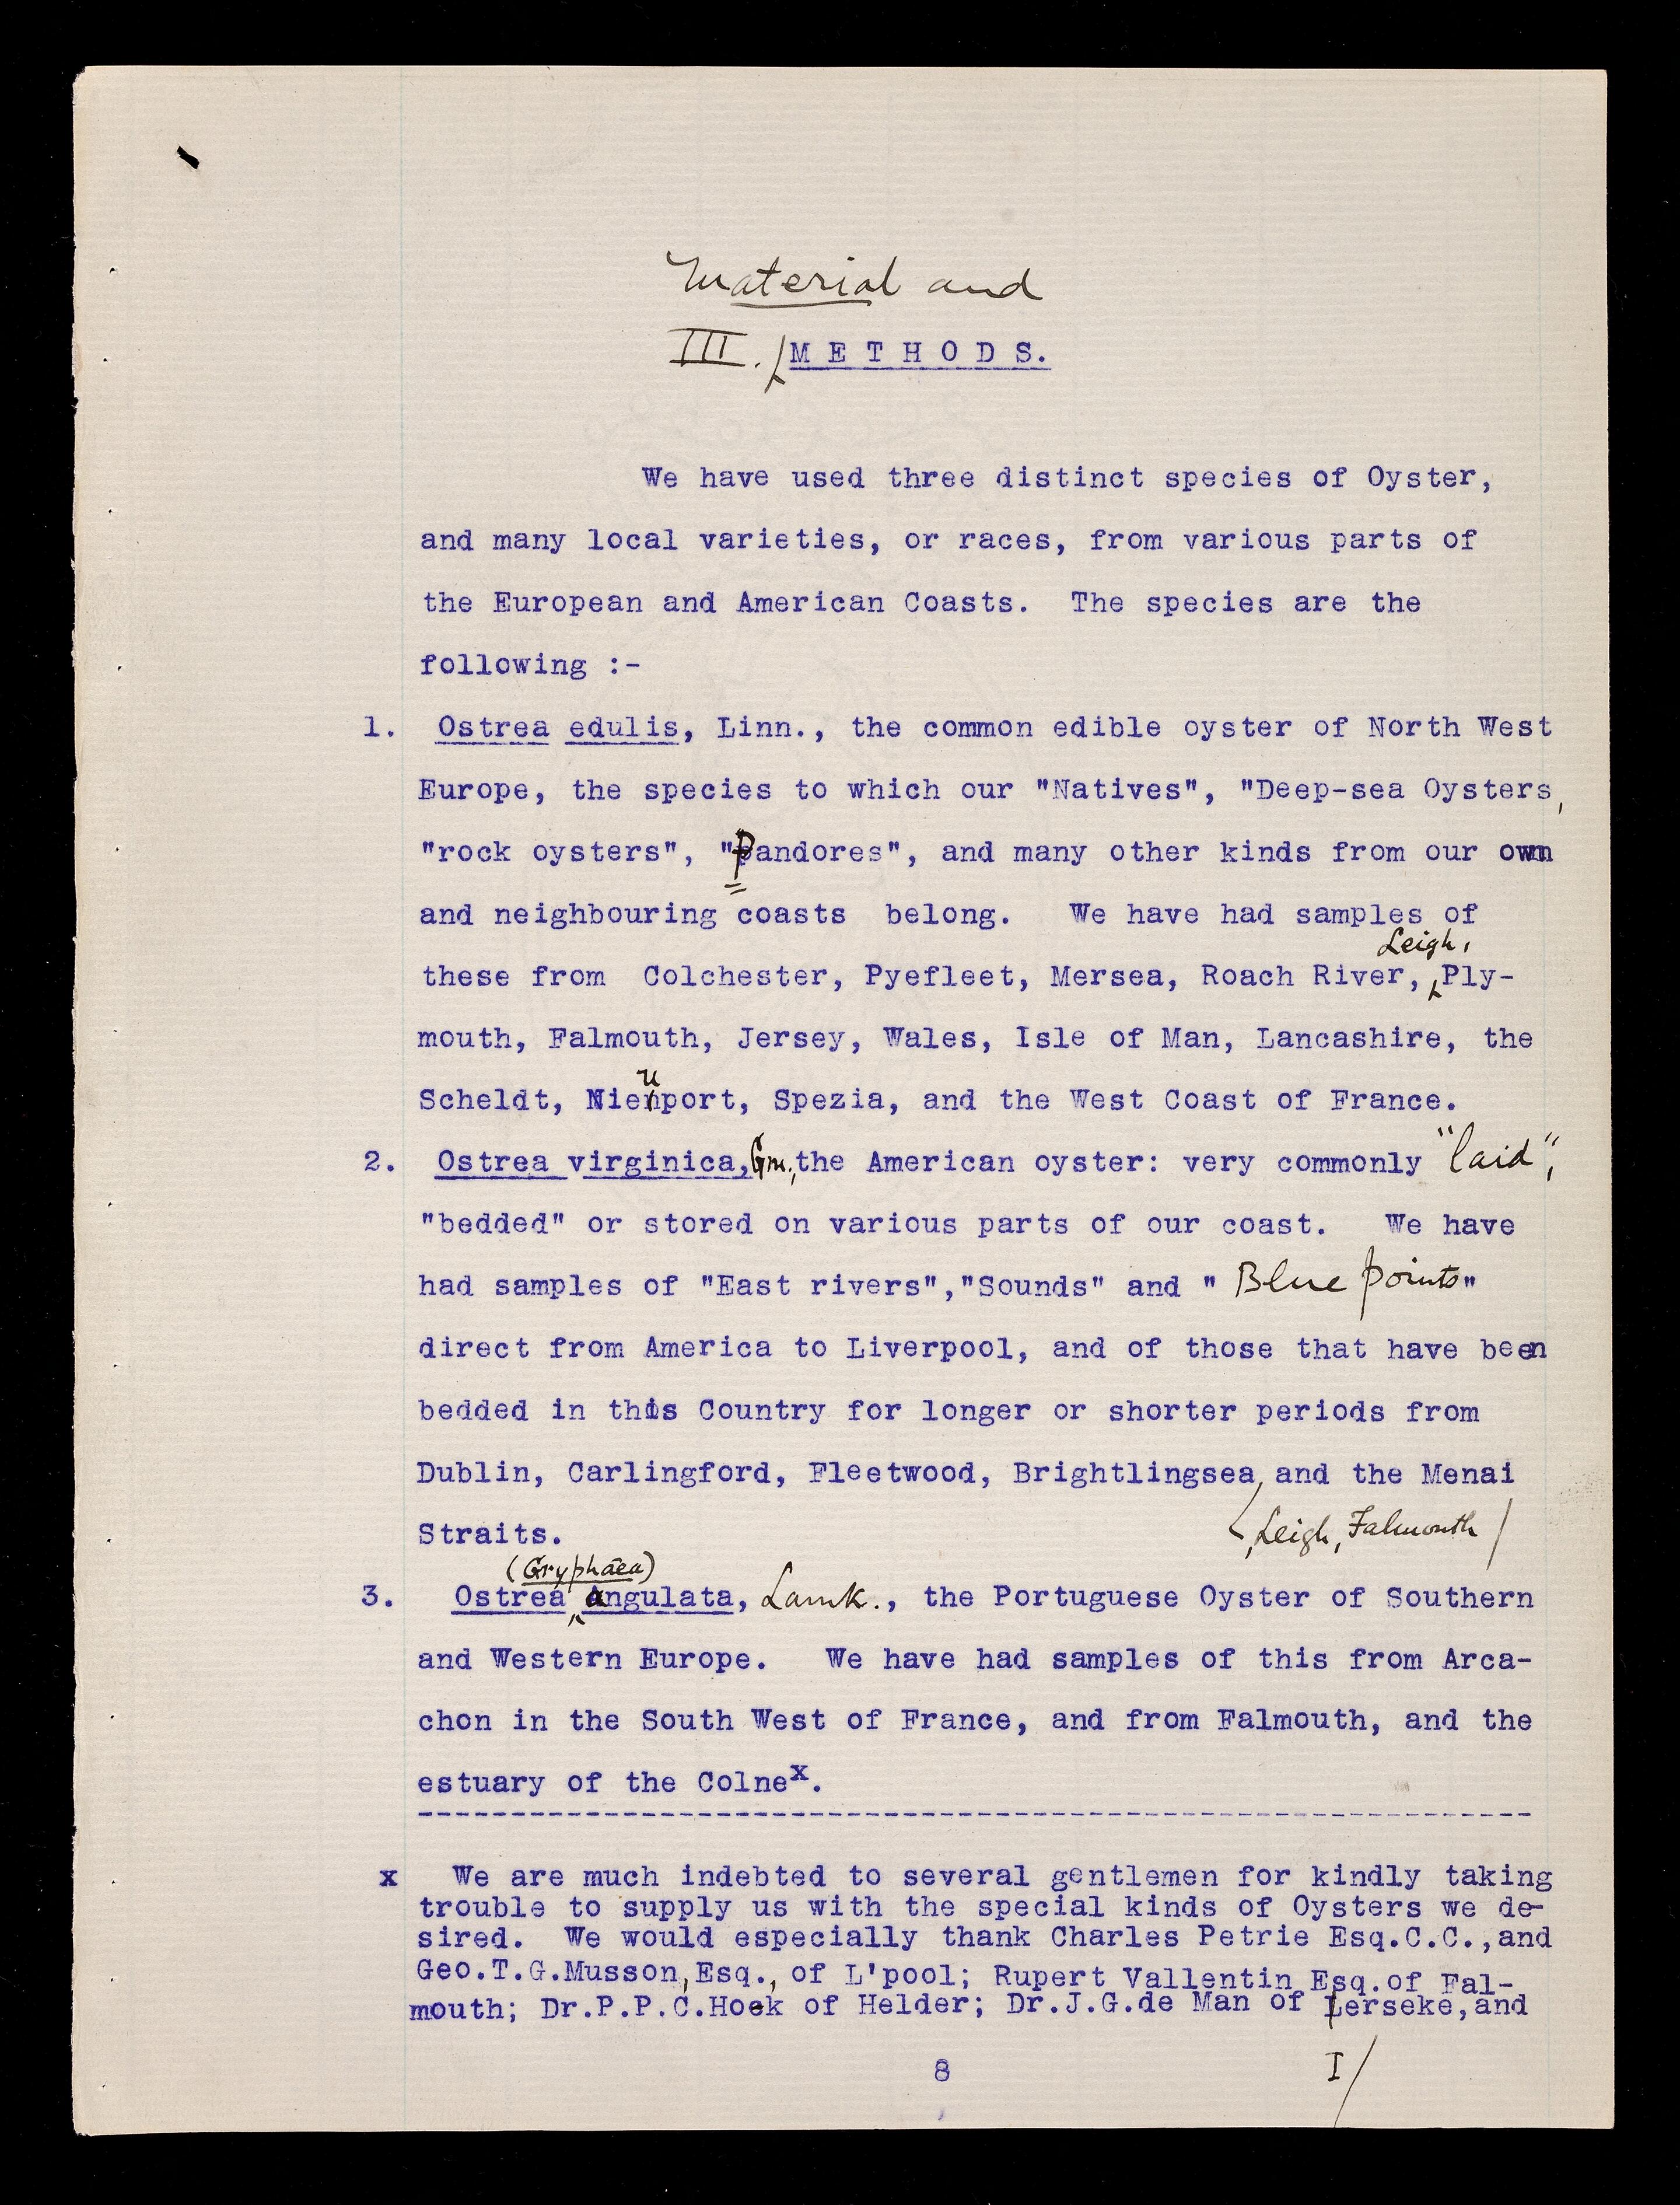 Material and
III. METHODS.
We have used three distinct species of Oyster,
and many local varieties, or races, from various parts of
the European and American Coasts. The species are the
following :-
1. Ostrea edulis, Linn., the common edible oyster of North West
Europe, the species to which our "Natives", "Deep-sea Oysters,
"rock oysters", "Pandores", and many other kinds from our own
and neighbouring coasts belong. We have had samples of
Leigh,
these from Colchester, Pyefleet, Mersea, Roach River, Ply-
mouth, Falmouth, Jersey, Wales, Isle of Man, Lancashire, the
u
Scheldt, Nienport, Spezia, and the West Coast of France.
2. Ostrea virginica, Gm., the American oyster: very commonly "laid",
"bedded" or stored on various parts of our coast. We have
had samples of "East rivers","Sounds" and " Blue points"
direct from America to Liverpool, and of those that have been
bedded in this Country for longer or shorter periods from
Dublin, Carlingford, Fleetwood, Brightlingsea, and the Menai
Straits. , Leigh, Falmouth /
(Gryphæa)
3. Ostrea angulata, Lamk., the Portuguese Oyster of Southern
and Western Europe. We have had samples of this from Arca-
chon in the South West of France, and from Falmouth, and the
estuary of the Colne x.
x We are much indebted to several gentlemen for kindly taking
trouble to supply us with the special kinds of Oysters we de-
sired. We would especially thank Charles Petrie Esq.C.C.,and
Geo.T.G.Musson,Esq., of L'pool; Rupert Vallentin Esq.of Fal-
mouth; Dr.P.P.C.Hoek of Helder; Dr.J.G.de Man of Ierseke,and
8
I/